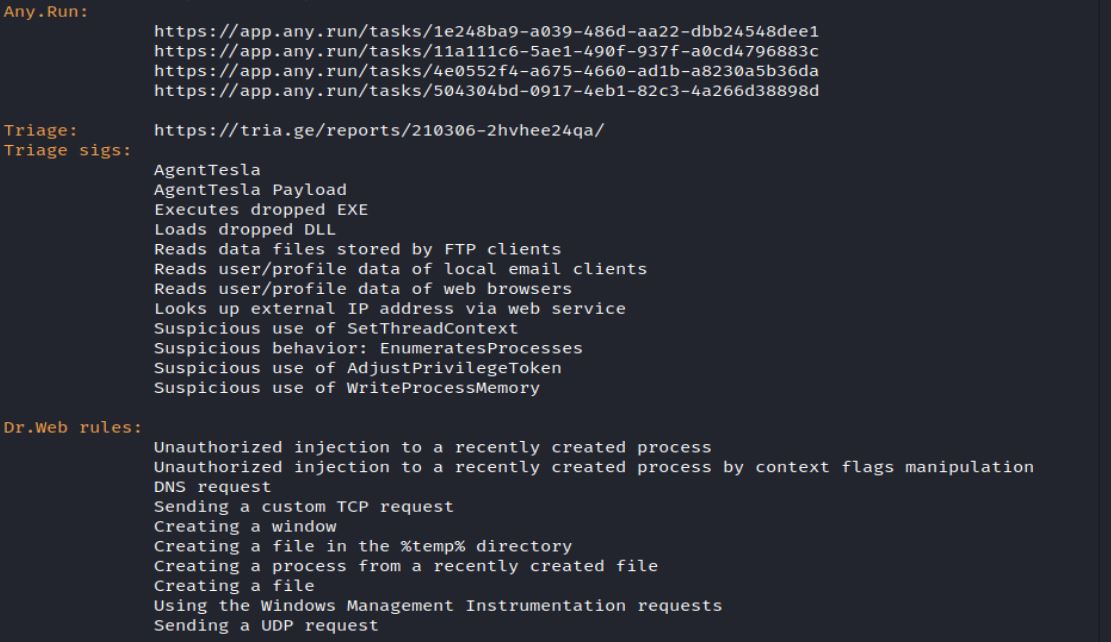 Any.Run:
https://app.any.run/tasks/1e248ba9-a039-486d-aa22-dbb24548dee1
https://app.any.run/tasks/11a111c6-5ae1-490f-937f-a0cd4796883c
https://app.any.run/tasks/4e0552f4-a675-4660-ad1b-a8230a5b36da
https://app.any.run/tasks/504304bd-0917-4eb1-82c3-4a266d38898d
Triage: https://tria.ge/reports/210306-2hvhee24qa/
Triage sigs:
AgentTesla
AgentTesla Payload
Executes dropped EXE
Loads dropped DLL
Reads data files stored by FTP clients
Reads user/profile data of local email clients
Reads user/profile data of web browsers
Looks up external IP address via web service
Suspicious use of SetThreadContext
Suspicious behavior: EnumeratesProcesses
Suspicious use of AdjustPrivilegeToken
Suspicious use of WriteProcessMemory
Dr.Web rules:
Unauthorized injection to a recently created process
Unauthorized injection to a recently created process by context flags manipulation
DNS request
Sending a custom TCP request
Creating a window
Creating a file in the %temp% directory
Creating a process from a recently created file
Creating a file
Using the Windows Management Instrumentation requests
Sending a UDP request